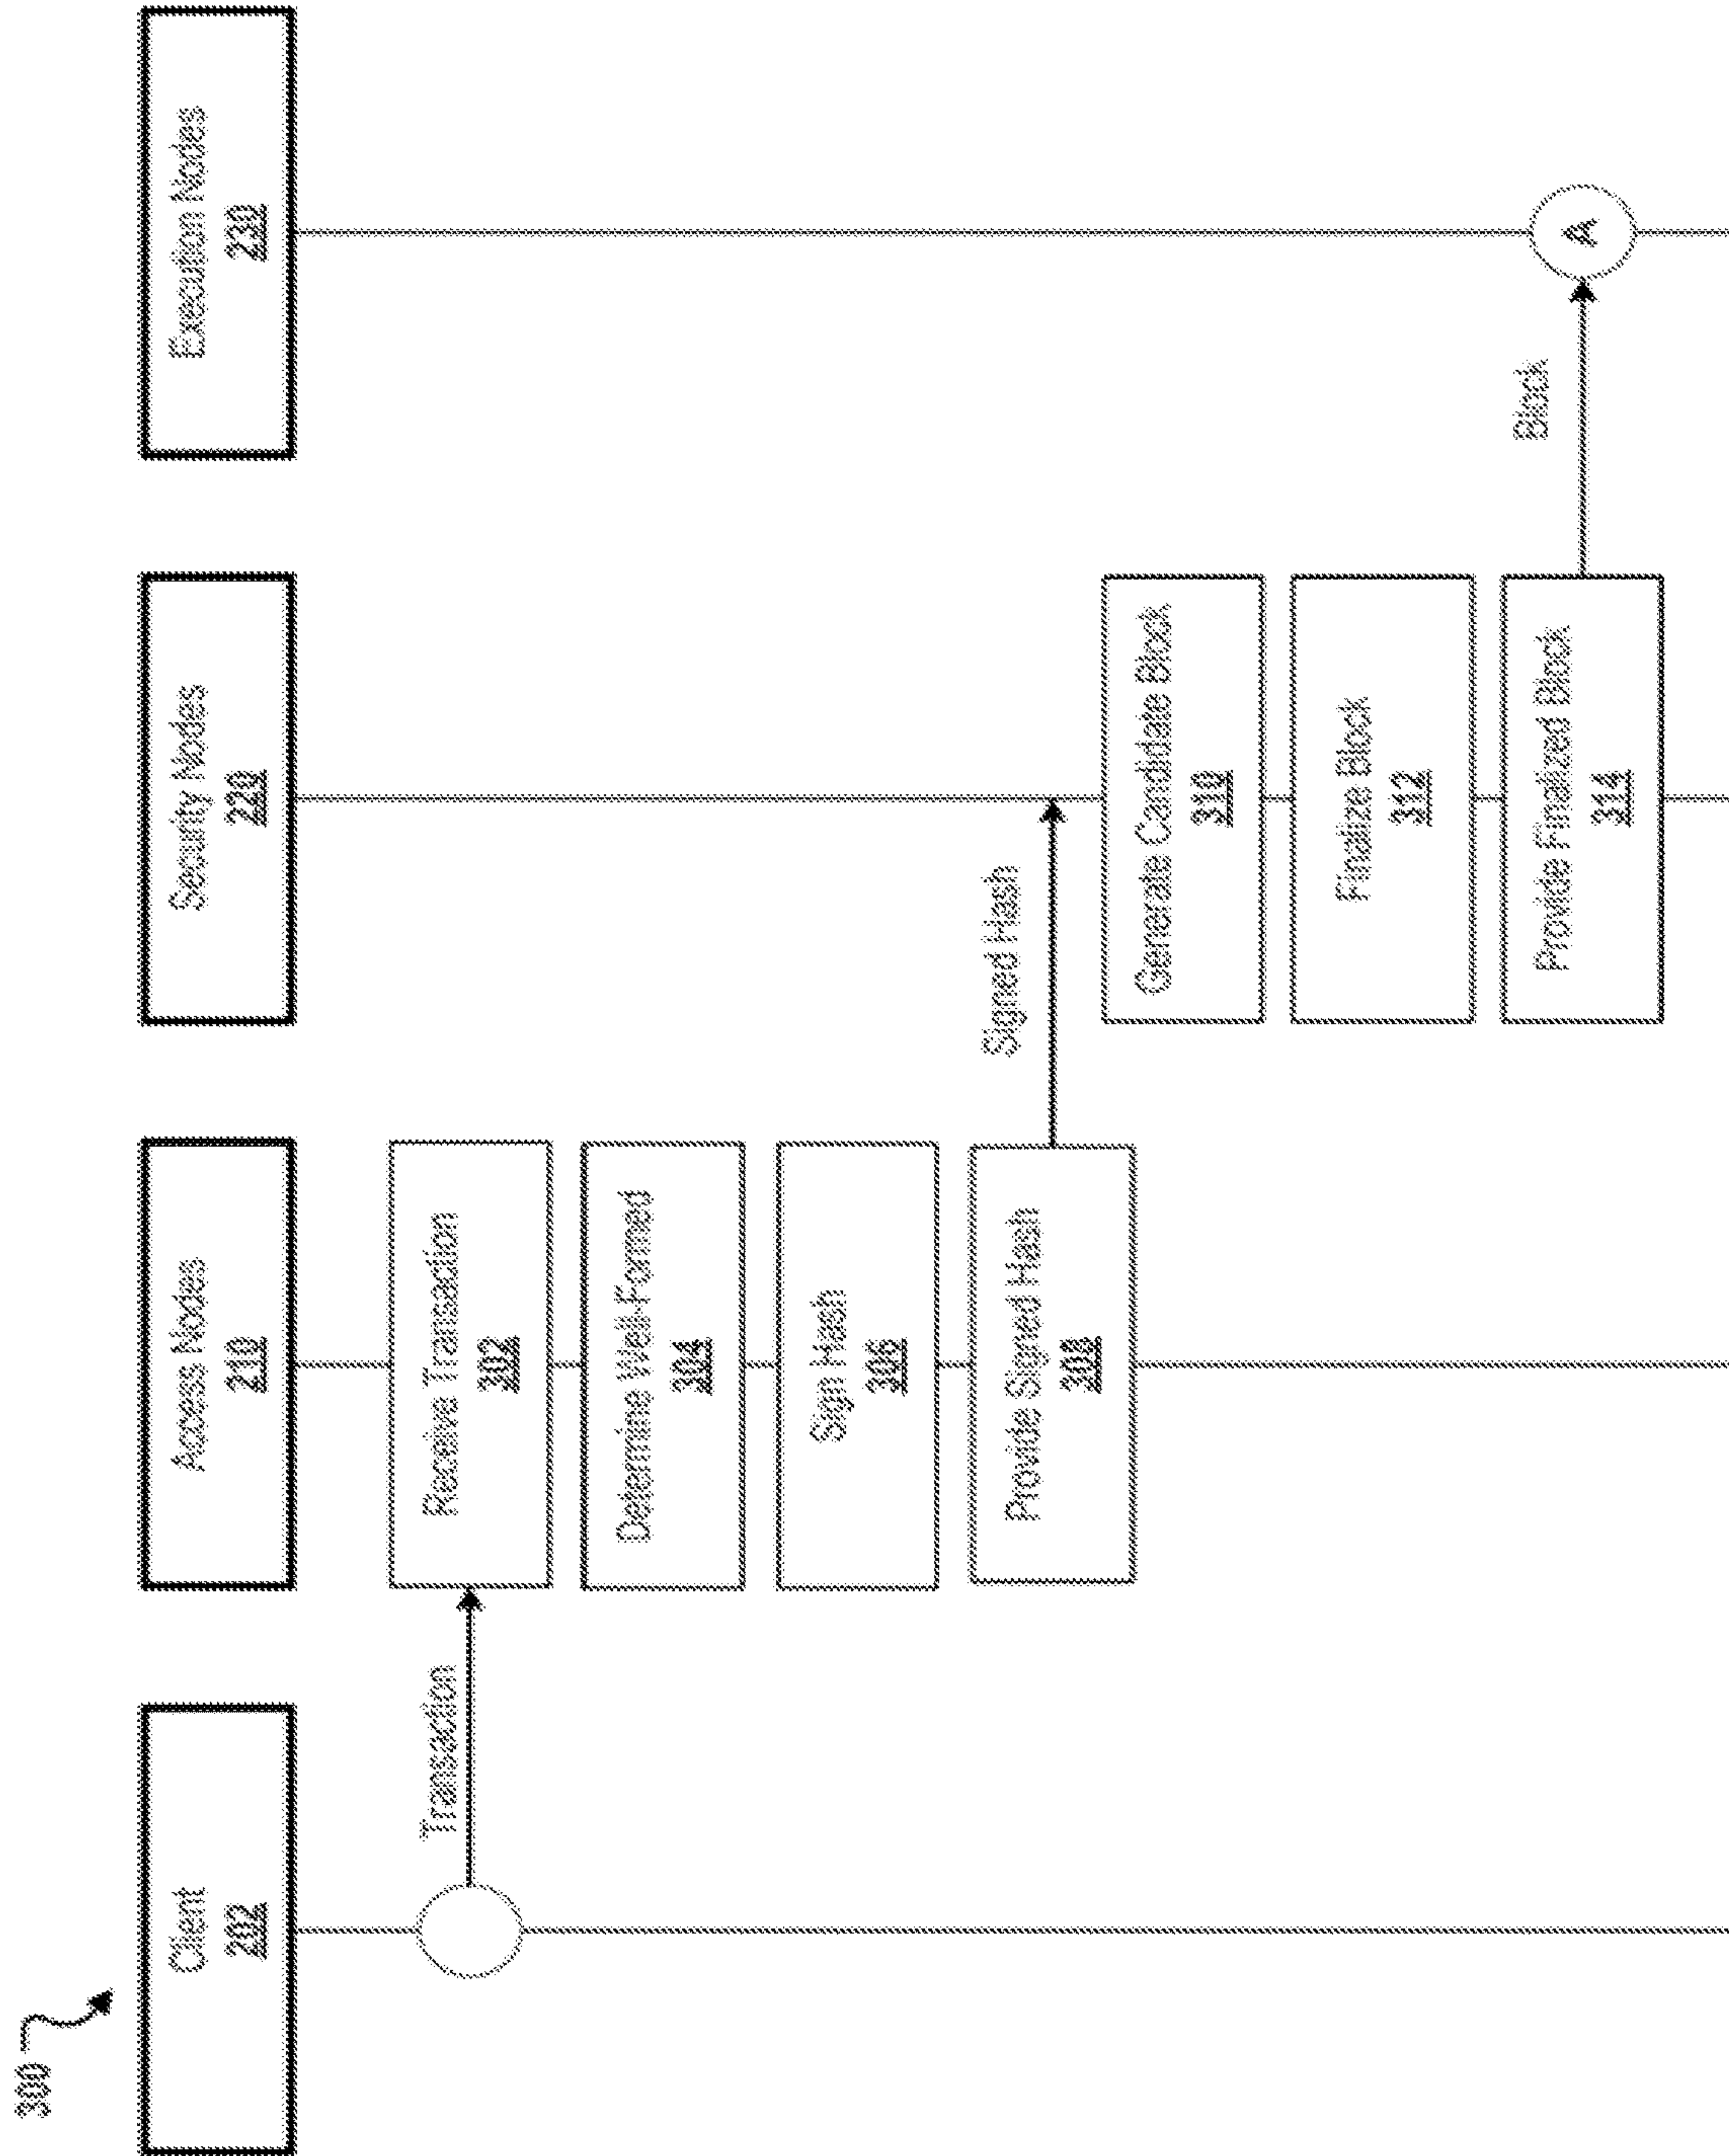 300
Client
202
Access Nodes
210
Security Nodes
220
Execution Nodes
230
Transaction
Receive Transaction
302
Determine Well-Formed
304
Sign Hash
306
Provide Signed Hash
308
Signed Hash
Generate Candidate Block
310
Finalize Block
312
Provide Finalized Block
314
Block
A